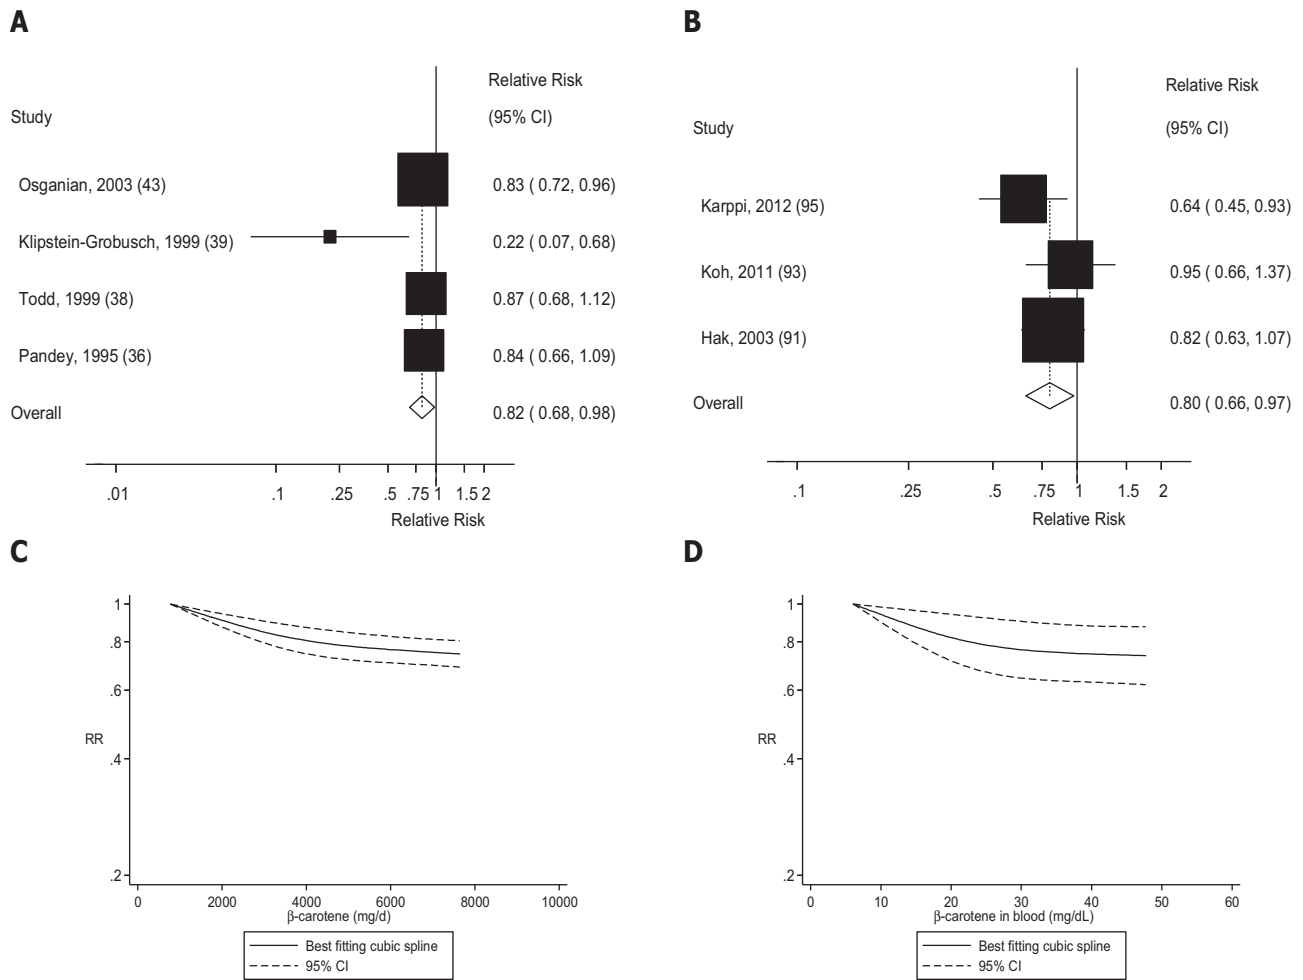 A
Relative Risk
Study
(95% CI)
Osganian, 2003 (43)
0.83 ( 0.72, 0.96)
Klipstein-Grobusch, 1999 (39)
0.22 ( 0.07, 0.68)
Todd, 1999 (38)
0.87 ( 0.68, 1.12)
Pandey, 1995 (36)
0.84 ( 0.66, 1.09)
Overall
0.82 ( 0.68, 0.98)
.01 .1 .25 .5 .75 1 1.5 2
Relative Risk
B
Relative Risk
Study
(95% CI)
Karppi, 2012 (95)
0.64 ( 0.45, 0.93)
Koh, 2011 (93)
0.95 ( 0.66, 1.37)
Hak, 2003 (91)
0.82 ( 0.63, 1.07)
Overall
0.80 ( 0.66, 0.97)
.1 .25 .5 .75 1 1.5 2
Relative Risk
C
1
.8
.6
RR
.4
.2
0 2000 4000 6000 8000 10000
β-carotene (mg/d)
Best fitting cubic spline
95% CI
D
1
.8
.6
RR
.4
.2
0 10 20 30 40 50 60
β-carotene in blood (mg/dL)
Best fitting cubic spline
95% CI